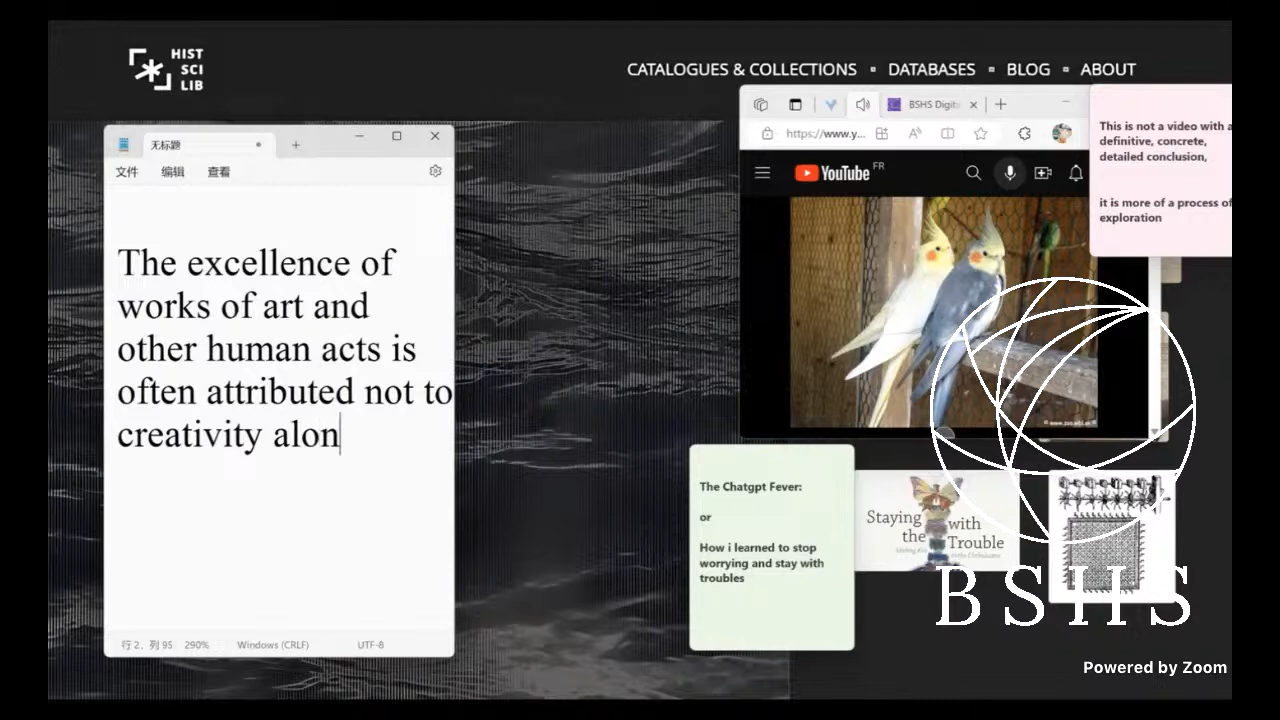 HIST
SCI
LIB
CATALOGUES & COLLECTIONS
DATABASES
BLOG
ABOUT
无标题
文件 编辑 查看
The excellence of
works of art and
other human acts is
often attributed not to
creativity alon
行 2, 列 95 290% Windows (CRLF) UTF-8
BSHS Digit
https://www.y...
YouTube FR
This is not a video with a
definitive, concrete,
detailed conclusion,
it is more of a process of
exploration
The Chatgpt Fever:
or
How i learned to stop
worrying and stay with
troubles
Staying with
the Trouble
BSHS
Powered by Zoom